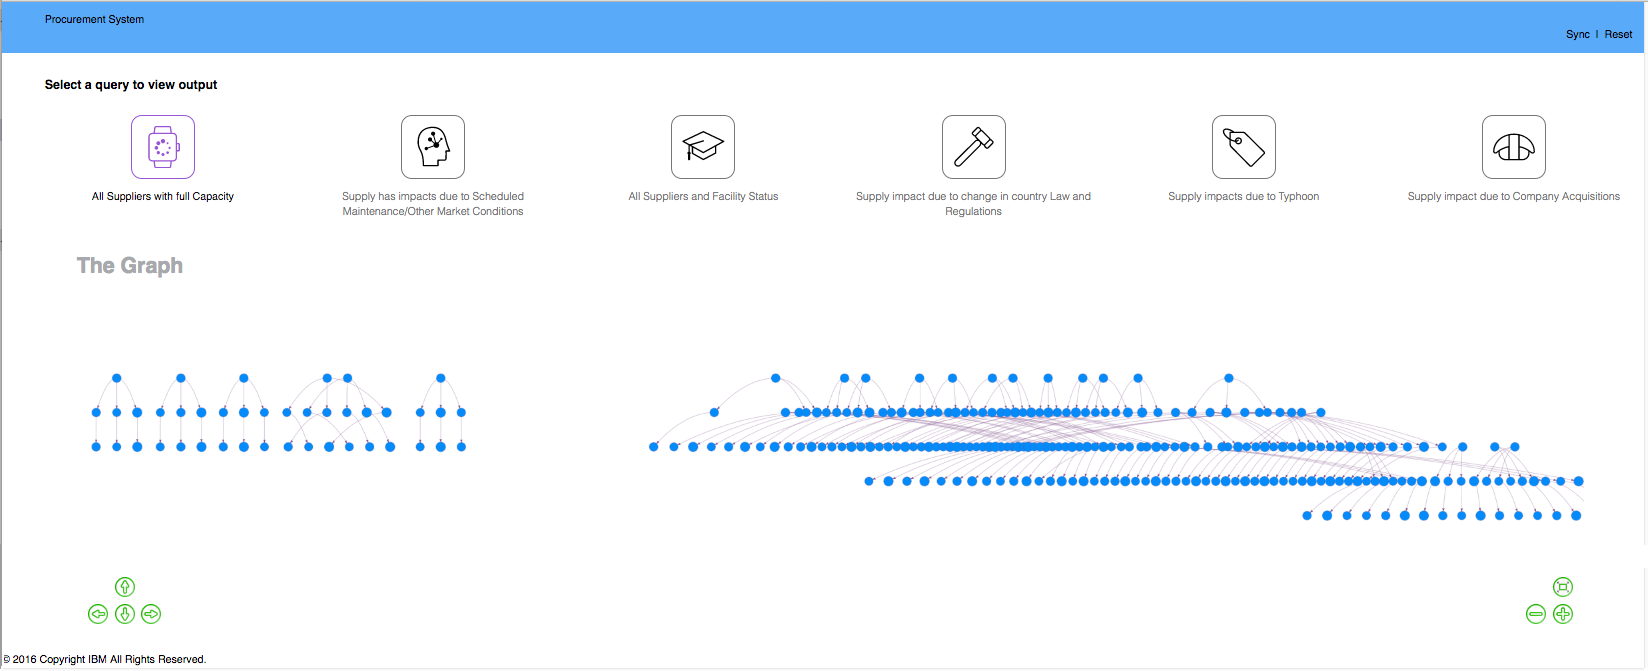 Procurement System
Sync | Reset
Select a query to view output
All Suppliers with full Capacity
Supply has impacts due to Scheduled
Maintenance/Other Market Conditions
All Suppliers and Facility Status
Supply impact due to change in country Law and
Regulations
Supply impacts due to Typhoon
Supply impact due to Company Acquisitions
The Graph
© 2016 Copyright IBM All Rights Reserved.